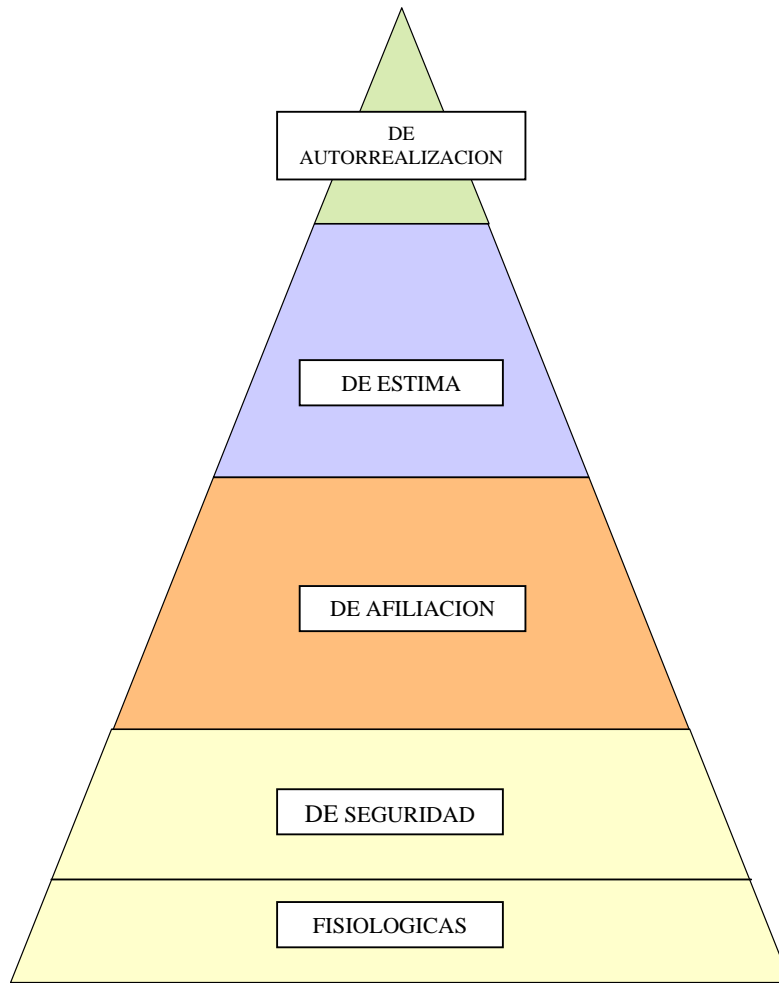 DE
AUTORREALIZACION
DE ESTIMA
DE AFILIACION
DE SEGURIDAD
FISIOLOGICAS